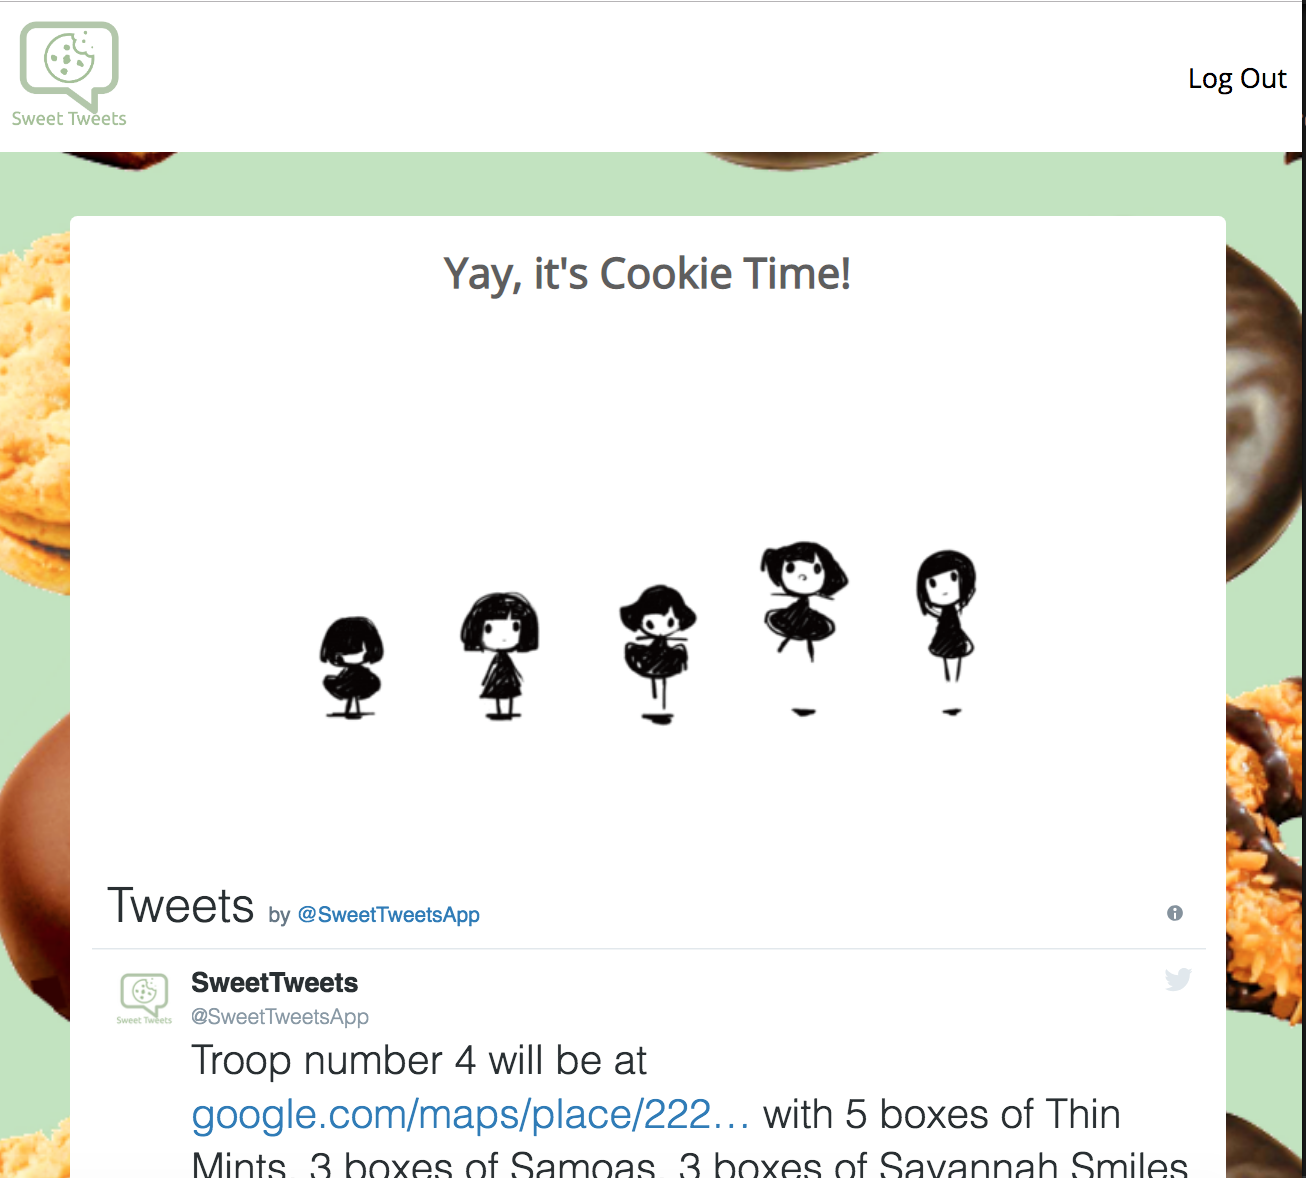 Sweet Tweets
Log Out
Yay, it's Cookie Time!
Tweets by @SweetTweetsApp
Sweet Tweets
SweetTweets
@SweetTweetsApp
Troop number 4 will be at
google.com/maps/place/222... with 5 boxes of Thin
Mints, 3 boxes of Samoas, 3 boxes of Savannah Smiles